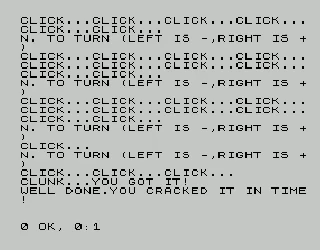 CLICK...CLICK...CLICK...CLICK...
CLICK...CLICK...
N. TO TURN (LEFT IS -,RIGHT IS +
)
CLICK...CLICK...CLICK...CLICK...
CLICK...CLICK...CLICK...CLICK...
CLICK...CLICK...
N. TO TURN (LEFT IS -,RIGHT IS +
)
CLICK...CLICK...CLICK...CLICK...
CLICK...CLICK...CLICK...CLICK...
CLICK...CLICK...
N. TO TURN (LEFT IS -,RIGHT IS +
)
CLICK...
N. TO TURN (LEFT IS -,RIGHT IS +
)
CLICK...CLICK...CLICK...
CLUNK...YOU GOT IT!
WELL DONE.YOU CRACKED IT IN TIME
!
0 OK, 0:1